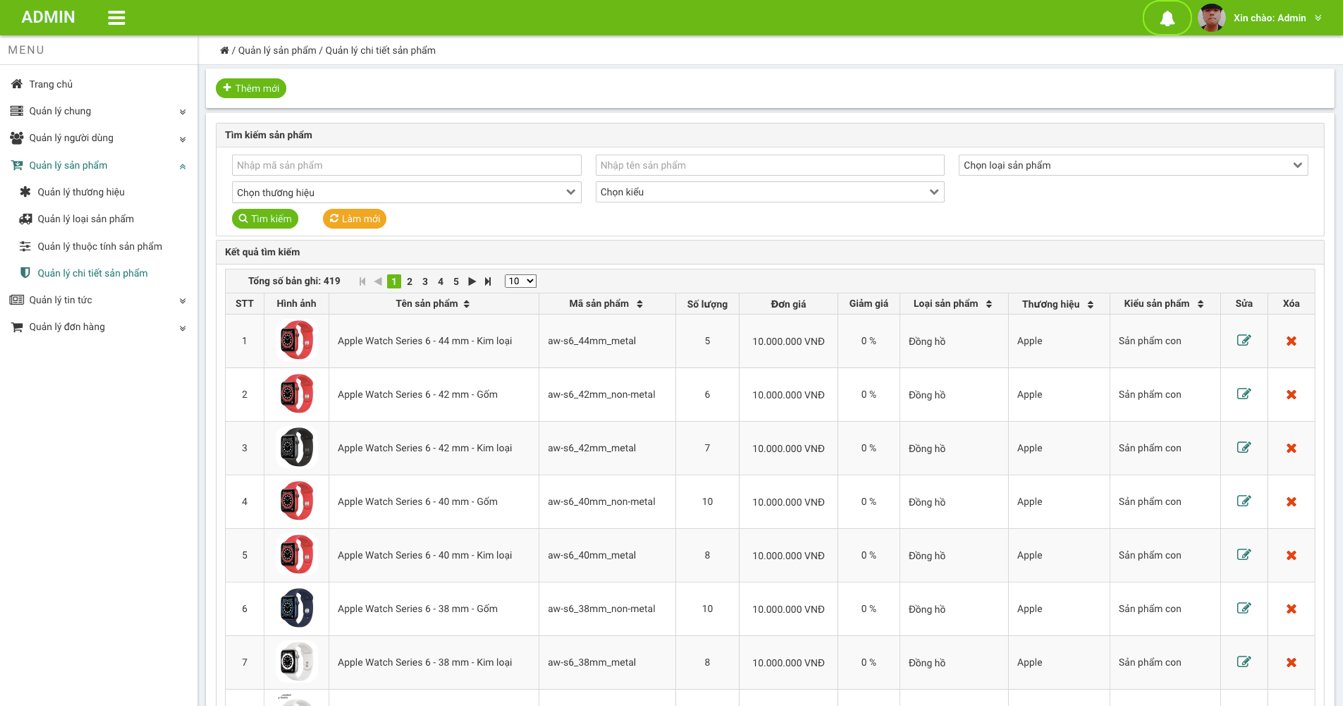 ADMIN
Xin chào: Admin
MENU
/ Quản lý sản phẩm / Quản lý chi tiết sản phẩm
Trang chủ
Quản lý chung
Quản lý người dùng
Quản lý sản phẩm
Quản lý thương hiệu
Quản lý loại sản phẩm
Quản lý thuộc tính sản phẩm
Quản lý chi tiết sản phẩm
Quản lý tin tức
Quản lý đơn hàng
Thêm mới
Tìm kiếm sản phẩm
Nhập mã sản phẩm Nhập tên sản phẩm Chọn loại sản phẩm
Chọn thương hiệu Chọn kiểu
Tìm kiếm Làm mới
Kết quả tìm kiếm
Tổng số bản ghi: 419 1 2 3 4 5 10
STT Hình ảnh Tên sản phẩm Mã sản phẩm Số lượng Đơn giá Giảm giá Loại sản phẩm Thương hiệu Kiểu sản phẩm Sửa Xóa
1 Apple Watch Series 6 - 44 mm - Kim loại aw-s6_44mm_metal 5 10.000.000 VNĐ 0 % Đồng hồ Apple Sản phẩm con
2 Apple Watch Series 6 - 42 mm - Gốm aw-s6_42mm_non-metal 6 10.000.000 VNĐ 0 % Đồng hồ Apple Sản phẩm con
3 Apple Watch Series 6 - 42 mm - Kim loại aw-s6_42mm_metal 7 10.000.000 VNĐ 0 % Đồng hồ Apple Sản phẩm con
4 Apple Watch Series 6 - 40 mm - Gốm aw-s6_40mm_non-metal 10 10.000.000 VNĐ 0 % Đồng hồ Apple Sản phẩm con
5 Apple Watch Series 6 - 40 mm - Kim loại aw-s6_40mm_metal 8 10.000.000 VNĐ 0 % Đồng hồ Apple Sản phẩm con
6 Apple Watch Series 6 - 38 mm - Gốm aw-s6_38mm_non-metal 10 10.000.000 VNĐ 0 % Đồng hồ Apple Sản phẩm con
7 Apple Watch Series 6 - 38 mm - Kim loại aw-s6_38mm_metal 8 10.000.000 VNĐ 0 % Đồng hồ Apple Sản phẩm con